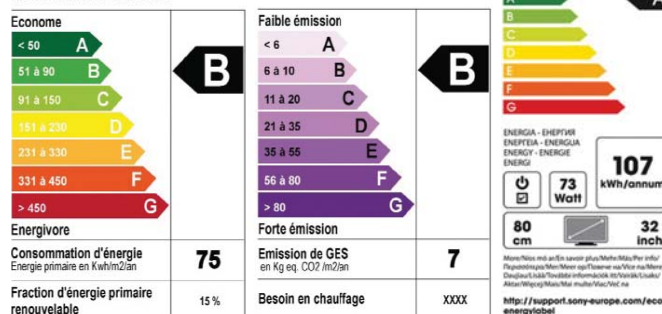 Econome
< 50 A
51 à 90 B
91 à 150 C
151 à 230 D
231 à 330 E
331 à 450 F
> 450 G
B
Energivore
Consommation d'énergie
Energie primaire en Kwh/m2/an
75
Fraction d'énergie primaire
renouvelable
15 %
Faible émission
< 6 A
6 à 10 B
11 à 20 C
21 à 35 D
35 à 55 E
56 à 80 F
> 80 G
B
Forte émission
Emission de GES
en Kg eq. CO2 /m2/an
7
Besoin en chauffage
XXXX
A
B
C
D
E
F
G
A
ENERGIA - ЕНЕРГИЯ
ΕΝΕΡΓΕΙΑ - ENERGIJA
ENERGY - ENERGIE
ENERGI
107
kWh/annum
73
Watt
80
cm
32
inch
http://support.sony-europe.com/eco
energylabel